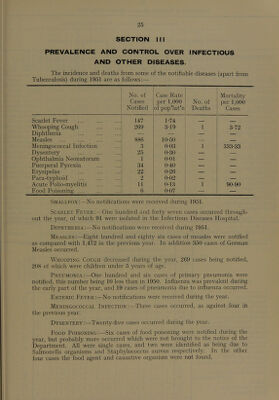 25
SECTION III
PREVALENCE AND CONTROL OVER INFECTIOUS
AND OTHER DISEASES.
The incidence and deaths from some of the notifiable diseases (apart from
Tuberculosis) during 1951 are as follows:—
No. of Cases Notified | Case Rate per 1,000 of pop'lat'n | No. of Deaths | Mortality per 1,000 Cases
Scarlet Fever 147 1·74 — —
Whooping Cough 269 3·19 1 3·72
Diphtheria — — — —
Measles 886 10·50 — —
Meningococcal Infection 3 0·03 1 333·33
Dysentery 25 0·30 — —
Ophthalmia Neonatorum 1 0·01 — —
Puerperal Pyrexia 34 0·40 — —
Erysipelas 22 0·26 — —
Para-typhoid 2 0·02 — —
Acute Polio-myelitis 11 0·13 1 90·90
Food Poisoning 6 0·07 — —
SMALLPOX:—No notifications were received during 1951.
SCARLET FEVER:—One hundred and forty seven cases occurred through-
out the year, of which 94 were isolated in the Infectious Diseases Hospital.
DIPHTHERIA:—No notifications were received during 1951.
MEASLES:—Eight hundred and eighty six cases of measles were notified
as compared with 1,412 in the previous year. In addition 350 cases of German
Measles occurred.
WHOOPING COUGH decreased during the year, 269 cases being notified,
208 of which were children under 5 years of age.
PNEUMONIA:—One hundred and six cases of primary pneumonia were
notified, this number being 10 less than in 1950. Influenza was prevalent during
the early part of the year, and 19 cases of pneumonia due to influenza occurred.
ENTERIC FEVER:—No notifications were received during the year.
MENINGOCOCCAL INFECTION:—Three cases occurred, as against four in
the previous year.
DYSENTERY:—Twenty-five cases occurred during the year.
FOOD POISONING:—Six cases of food poisoning were notified during the
year, but probably more occurred which were not brought to the notice of the
Department. All were single cases, and two were identified as being due to
Salmonella organisms and Staphylococcus aureus respectively. In the other
four cases the food agent and causative organism were not found.